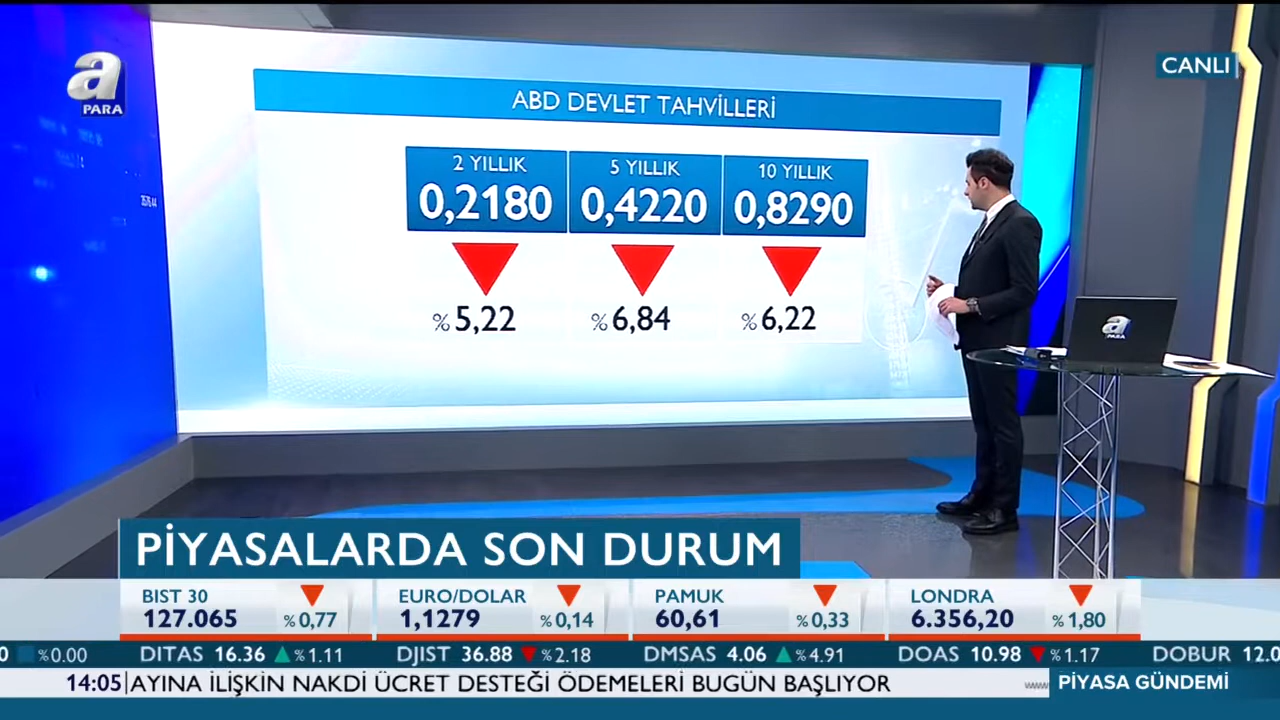 a
PARA
CANLI
ABD DEVLET TAHVİLLERİ
2 YILLIK
0,2180
%5,22
5 YILLIK
0,4220
%6,84
10 YILLIK
0,8290
%6,22
a
PARA
PİYASALARDA SON DURUM
BIST 30
127.065
%0,77
EURO/DOLAR
1,1279
%0,14
PAMUK
60,61
%0,33
LONDRA
6.356,20
%1,80
0 %0.00 DITAS 16.36 %1.11 DJIST 36.88 %2.18 DMSAS 4.06 %4.91 DOAS 10.98 %1.17 DOBUR 12.0
14:05 AYINA İLİŞKİN NAKDİ ÜCRET DESTEĞİ ÖDEMELERİ BUGÜN BAŞLIYOR www
PİYASA GÜNDEMİ